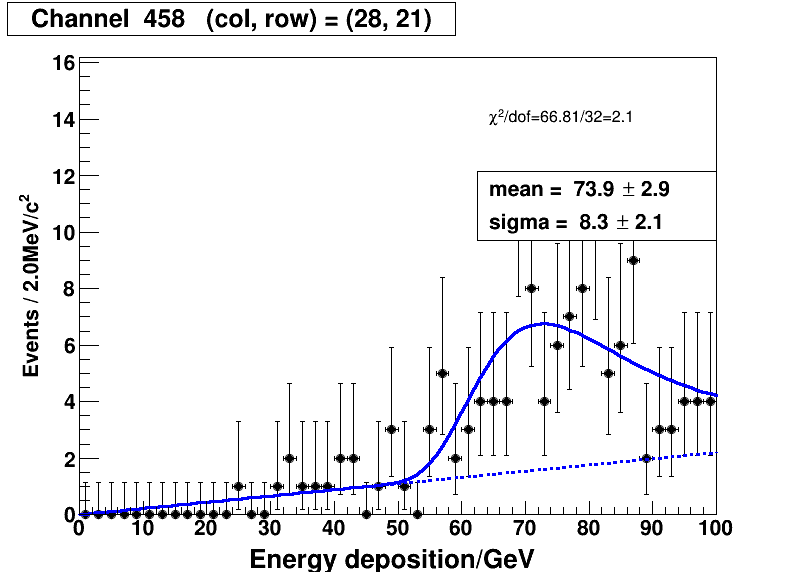 Channel 458 (col, row) = (28, 21)
16
14
12
10
8
6
4
2
0
Events / 2.0MeV/c²
χ²/dof=66.81/32=2.1
mean = 73.9 ± 2.9
sigma = 8.3 ± 2.1
0 10 20 30 40 50 60 70 80 90 100
Energy deposition/GeV